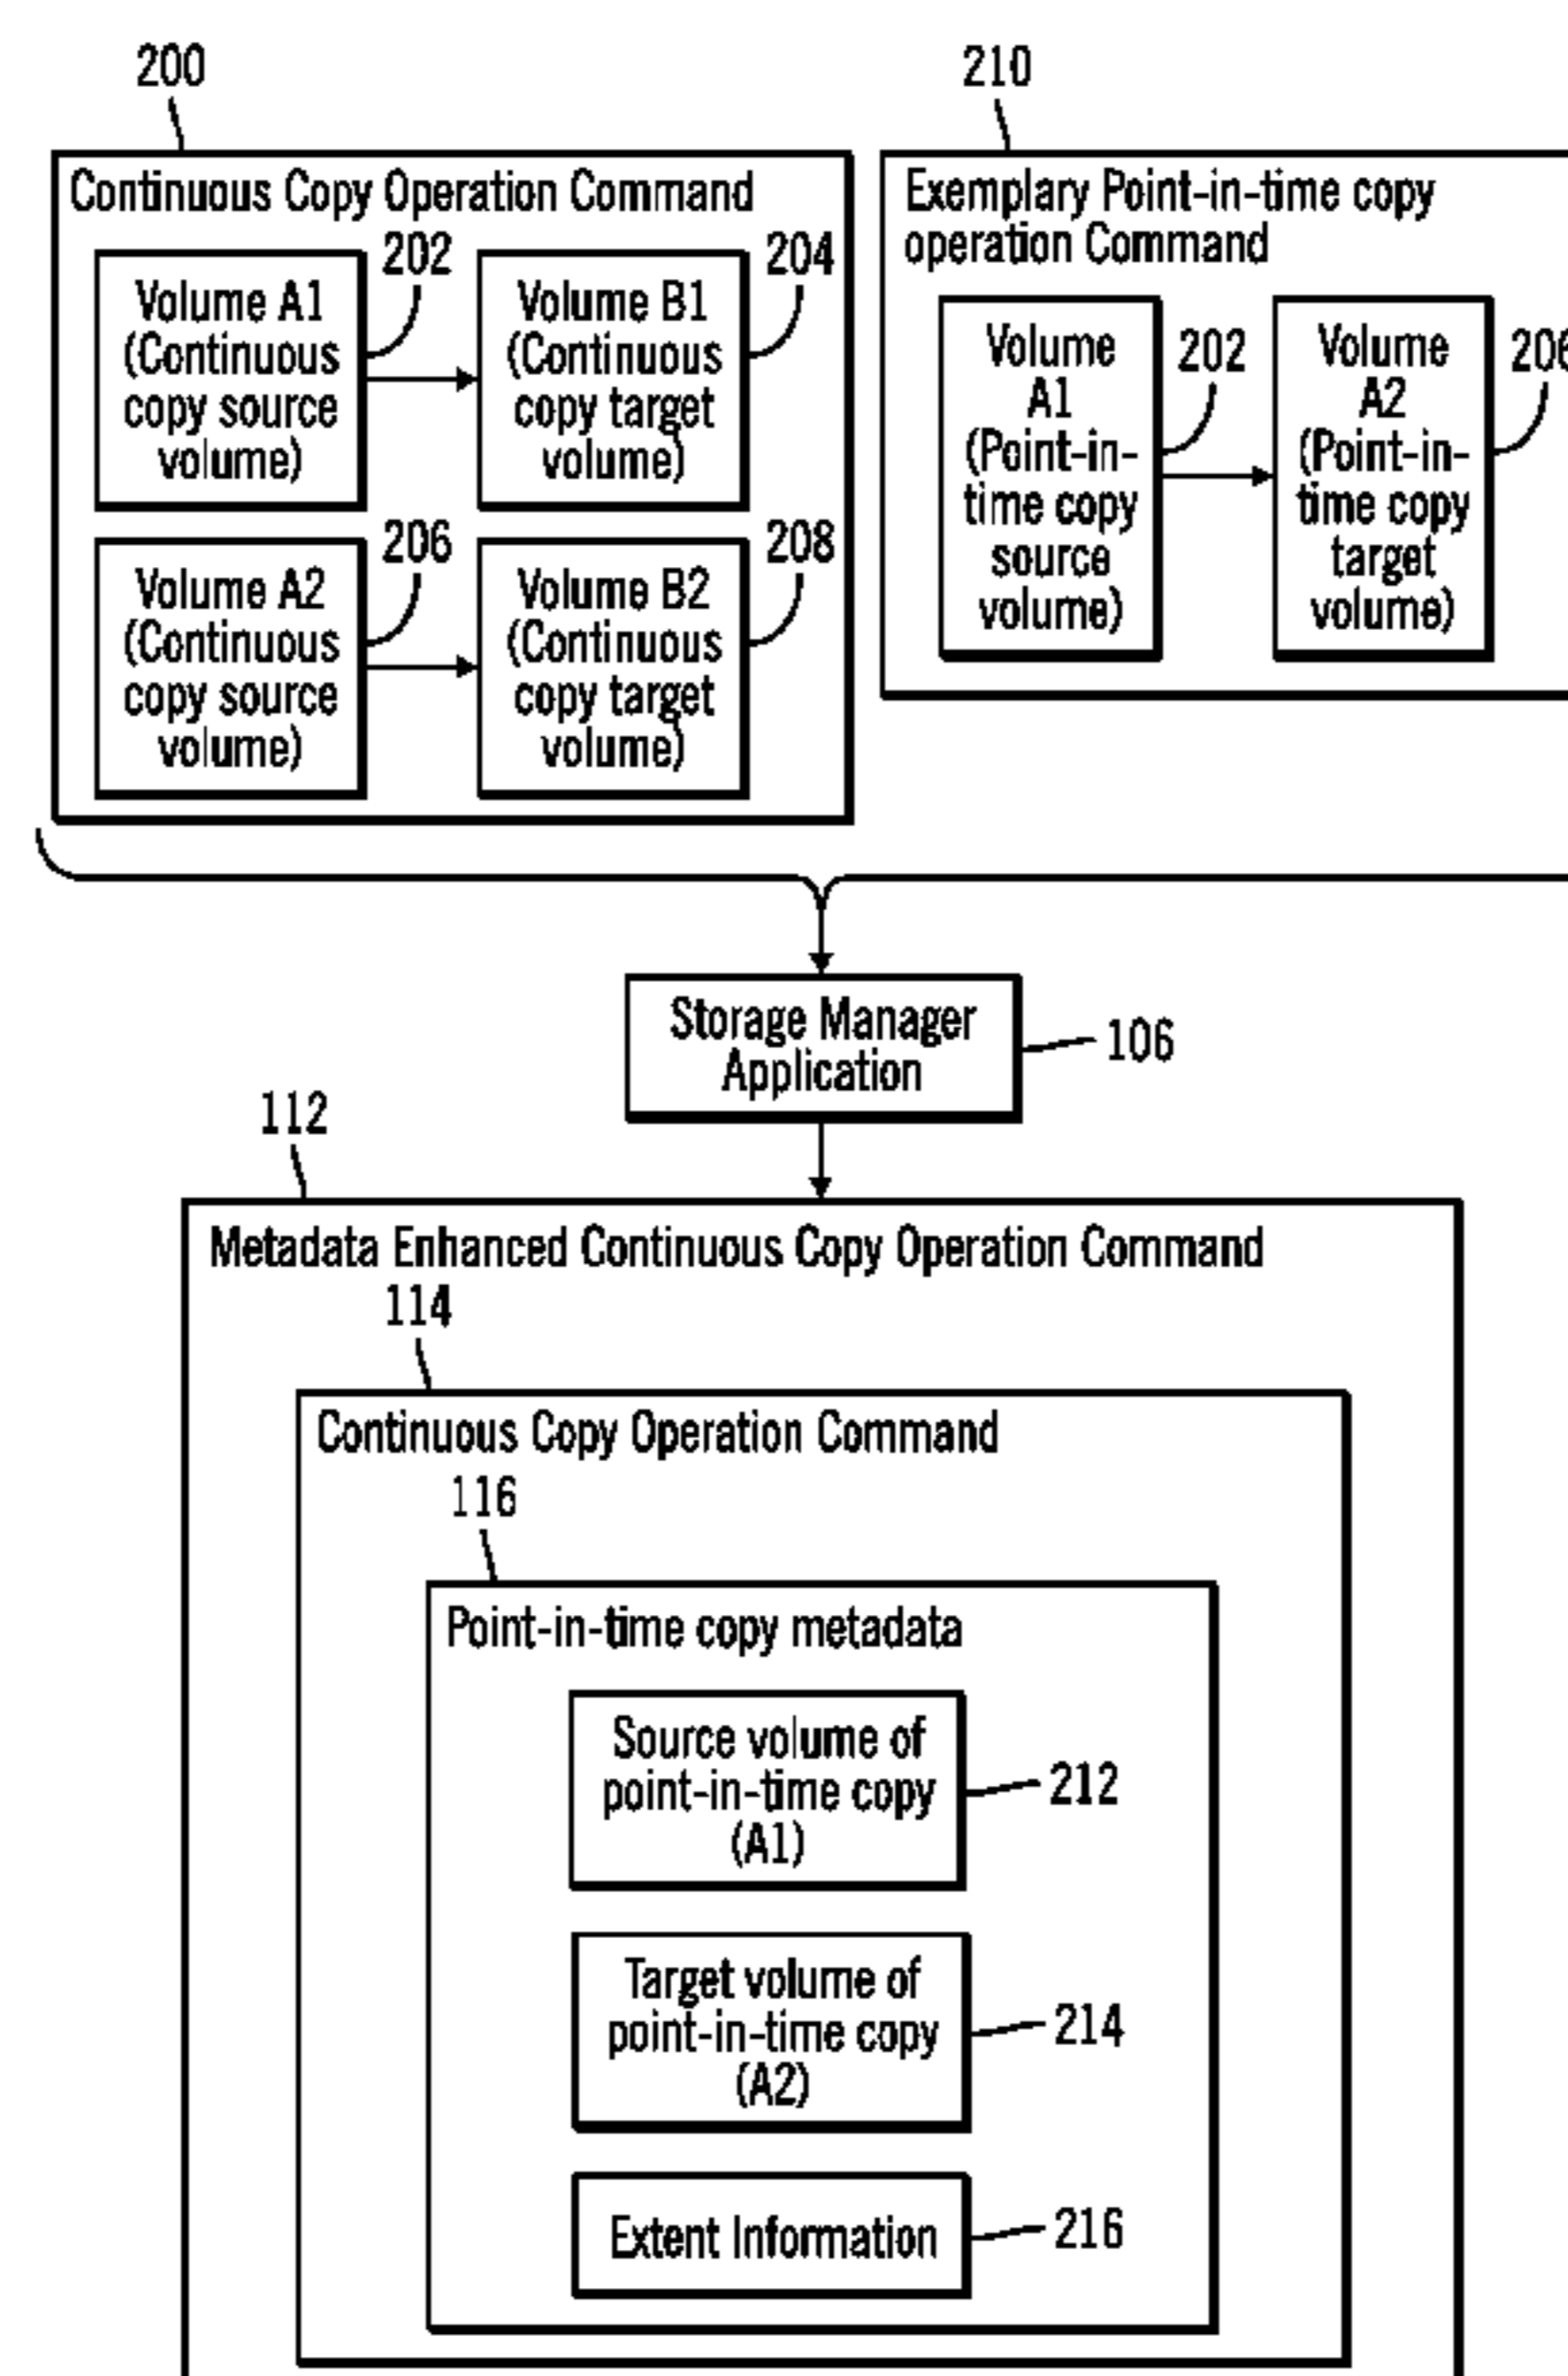 200
210
Continuous Copy Operation Command
202
204
Volume A1
(Continuous
copy source
volume)
Volume B1
(Continuous
copy target
volume)
206
208
Volume A2
(Continuous
copy source
volume)
Volume B2
(Continuous
copy target
volume)
Exemplary Point-in-time copy
operation Command
Volume
A1
(Point-in-
time copy
source
volume)
202
Volume
A2
(Point-in-
time copy
target
volume)
206
Storage Manager
Application
106
112
Metadata Enhanced Continuous Copy Operation Command
114
Continuous Copy Operation Command
116
Point-in-time copy metadata
Source volume of
point-in-time copy
(A1)
212
Target volume of
point-in-time copy
(A2)
214
Extent Information
216